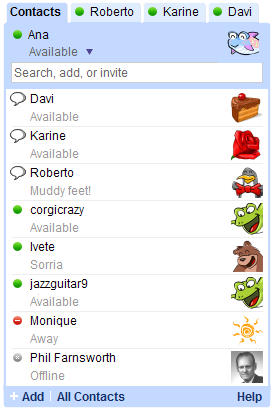 Contacts Roberto Karine Davi
Ana
Available
Search, add, or invite
Davi
Available
Karine
Available
Roberto
Muddy feet!
corgicrazy
Available
Ivete
Sorria
jazzguitar9
Available
Monique
Away
Phil Farnsworth
Offline
+ Add | All Contacts Help